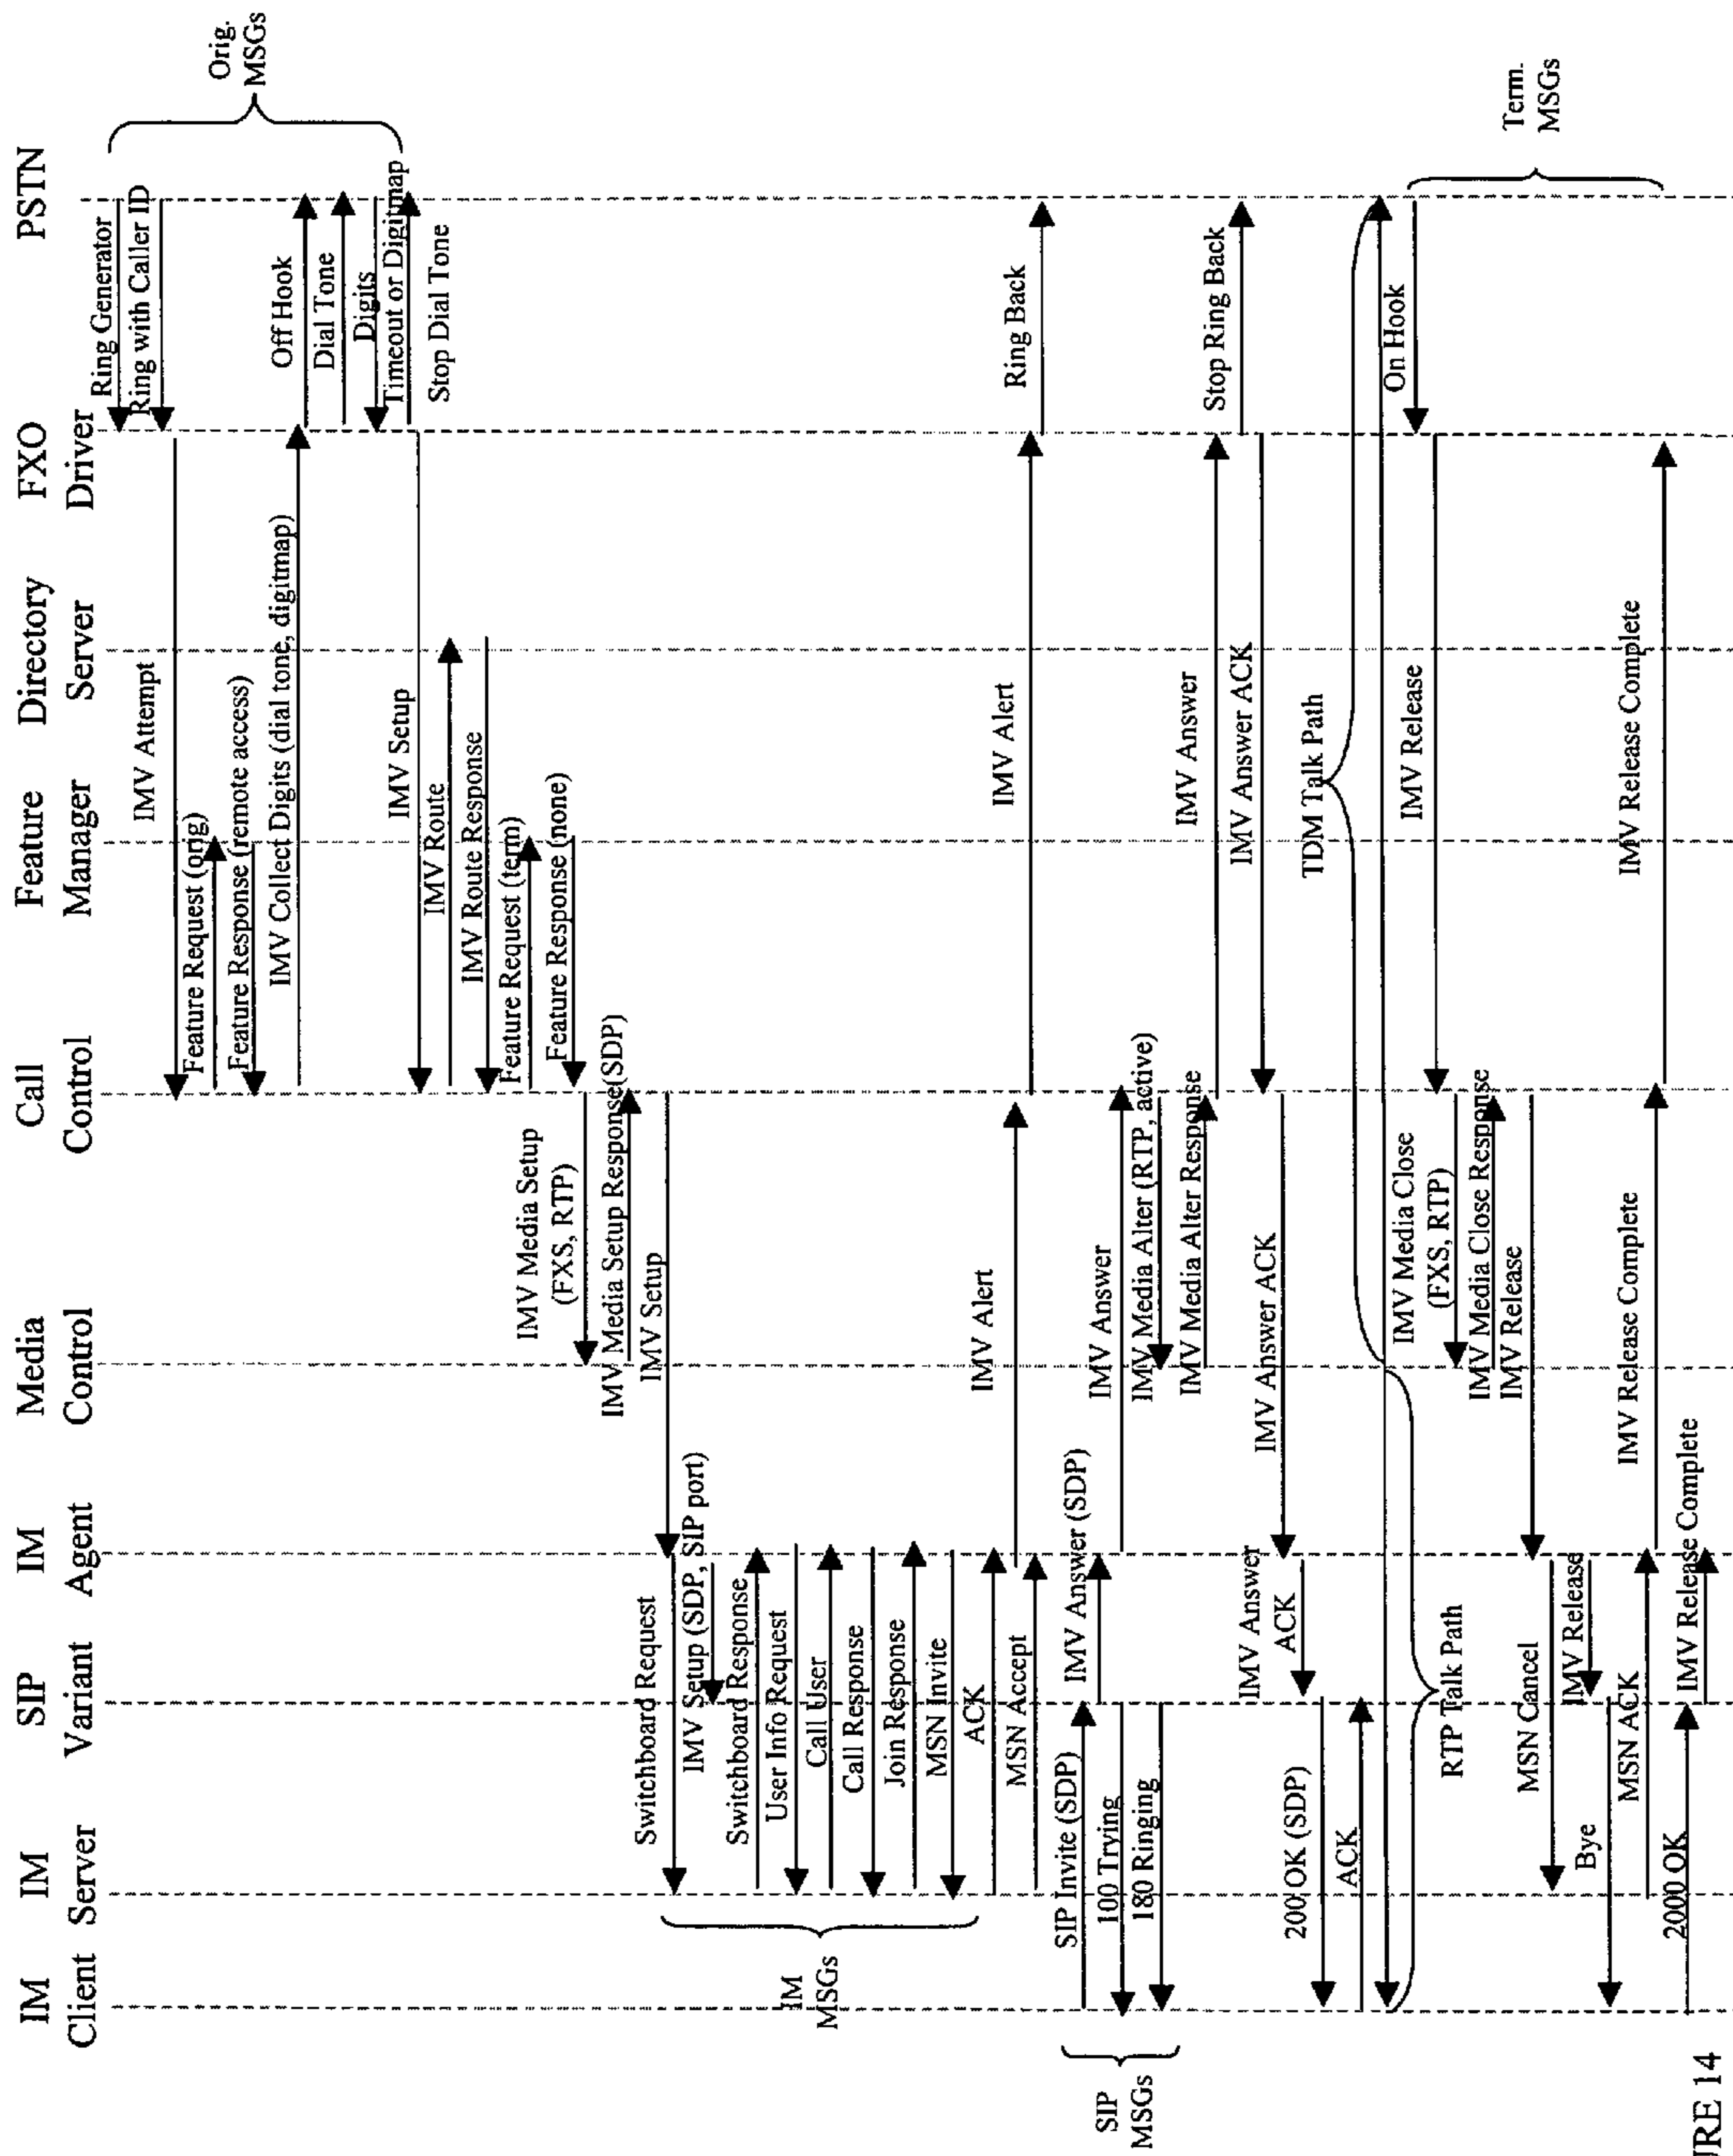 IM
Client
IM
Server
SIP
Variant
IM
Agent
Media
Control
Call
Control
Feature
Manager
Directory
Server
FXO
Driver
PSTN
Ring Generator
Ring with Caller ID
Orig.
MSGs
IMV Attempt
Feature Request (orig)
Feature Response (remote access)
IMV Collect Digits (dial tone, digitmap)
Off Hook
Dial Tone
Digits
Timeout or Digitmap
Stop Dial Tone
IMV Setup
IMV Route
IMV Route Response
Feature Request (term)
Feature Response (none)
IMV Media Setup
(FXS, RTP)
IMV Media Setup Response(SDP)
IMV Setup
Switchboard Request
IMV Setup (SDP, SIP port)
Switchboard Response
User Info Request
Call User
Call Response
Join Response
MSN Invite
ACK
MSN Accept
IM
MSGs
IMV Alert
IMV Alert
Ring Back
SIP Invite (SDP)
100 Trying
180 Ringing
SIP
MSGs
IMV Answer (SDP)
IMV Answer
IMV Media Alter (RTP, active)
IMV Media Alter Response
IMV Answer
Stop Ring Back
IMV Answer ACK
IMV Answer ACK
IMV Answer
ACK
200 OK (SDP)
ACK
TDM Talk Path
RTP Talk Path
On Hook
IMV Release
IMV Media Close
(FXS, RTP)
IMV Media Close Response
IMV Release
MSN Cancel
IMV Release
Bye
MSN ACK
IMV Release Complete
IMV Release Complete
2000 OK
IMV Release Complete
Term.
MSGs
URE 14